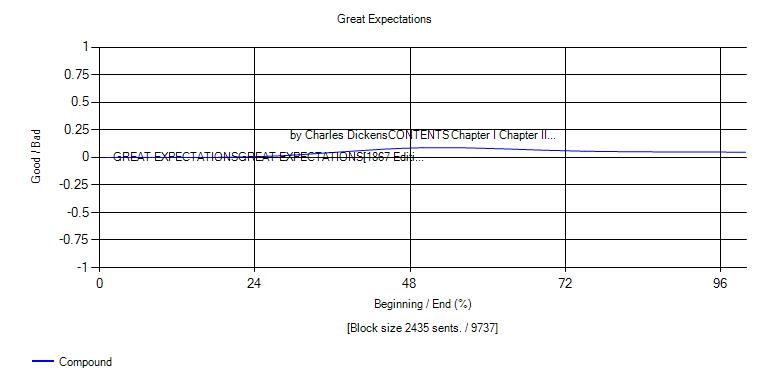 Great Expectations
1
0.75
0.5
0.25
0
-0.25
-0.5
-0.75
-1
Good / Bad
by Charles DickensCONTENTSChapter I Chapter II...
GREAT EXPECTATIONSGREAT EXPECTATIONS[1867 Editi...
0 24 48 72 96
Beginning / End (%)
[Block size 2435 sents. / 9737]
Compound